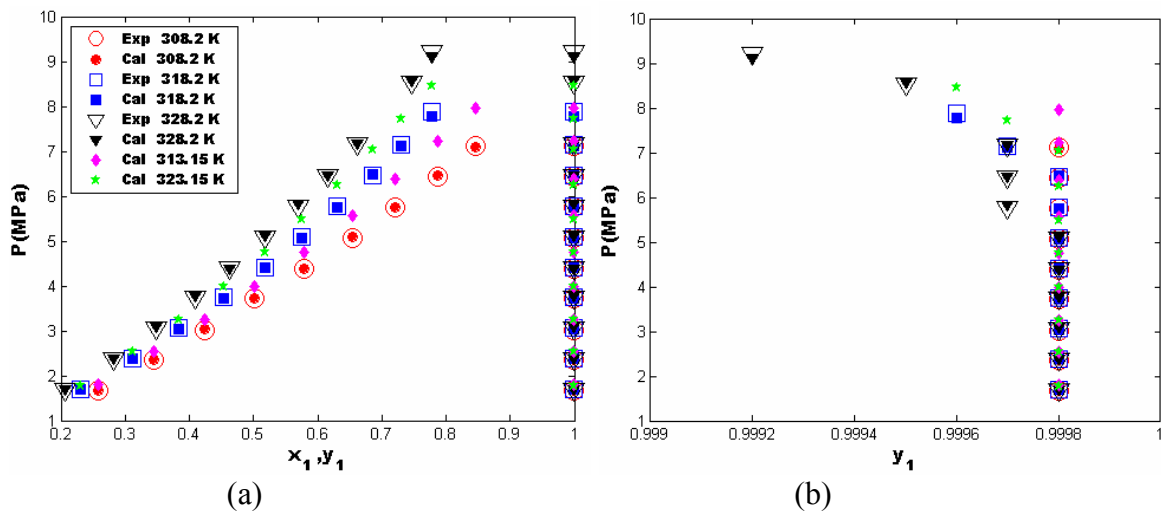 10
9
8
7
6
5
4
3
2
1
P(MPa)
Exp 308.2 K
Cal 308.2 K
Exp 318.2 K
Cal 318.2 K
Exp 328.2 K
Cal 328.2 K
Cal 313.15 K
Cal 323.15 K
0.2 0.3 0.4 0.5 0.6 0.7 0.8 0.9 1
x1 ,y1
(a)
10
9
8
7
6
5
4
3
2
1
P(MPa)
0.999 0.9992 0.9994 0.9996 0.9998 1
y1
(b)